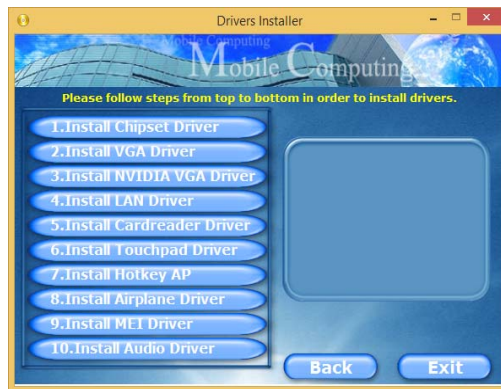 Drivers Installer
Mobile Computing
Mobile Computing
Please follow steps from top to bottom in order to install drivers.
1.Install Chipset Driver
2.Install VGA Driver
3.Install NVIDIA VGA Driver
4.Install LAN Driver
5.Install Cardreader Driver
6.Install Touchpad Driver
7.Install Hotkey AP
8.Install Airplane Driver
9.Install MEI Driver
10.Install Audio Driver
Back
Exit